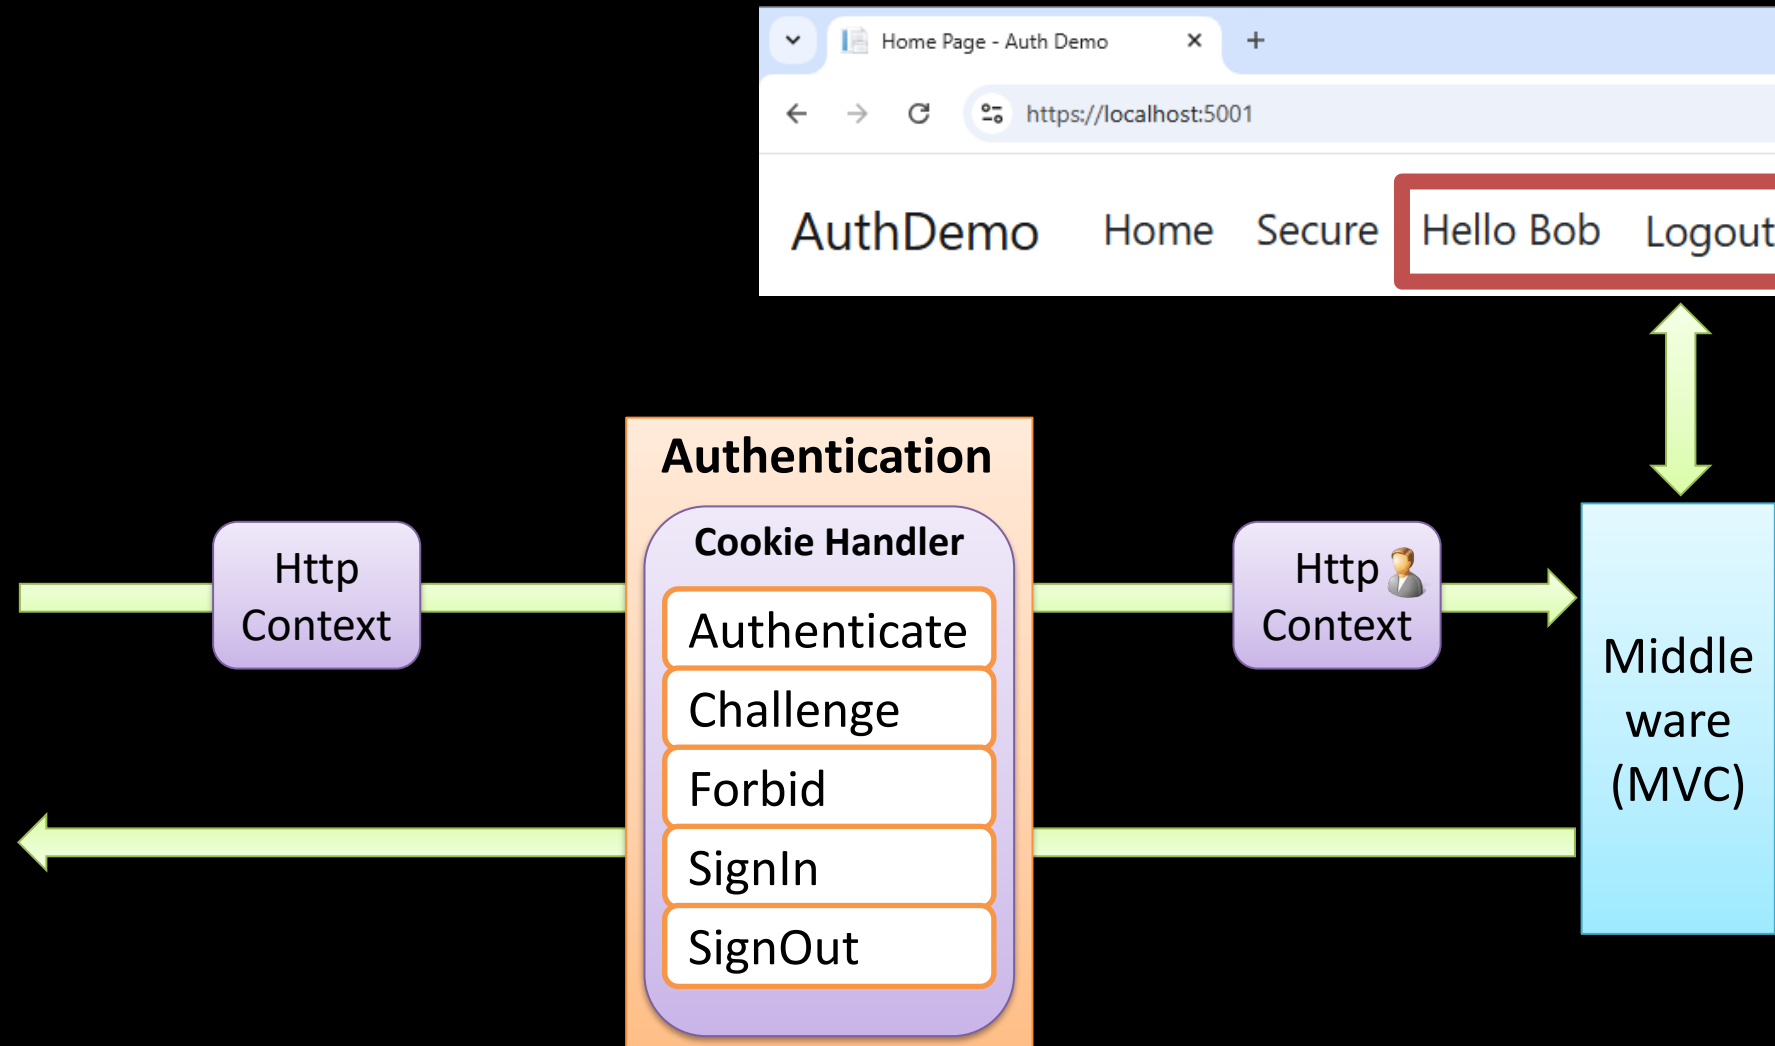 Home Page - Auth Demo
https://localhost:5001
AuthDemo Home Secure Hello Bob Logout
Authentication
Cookie Handler
Http
Context
Authenticate
Challenge
Forbid
SignIn
SignOut
Http
Context
Middle
ware
(MVC)